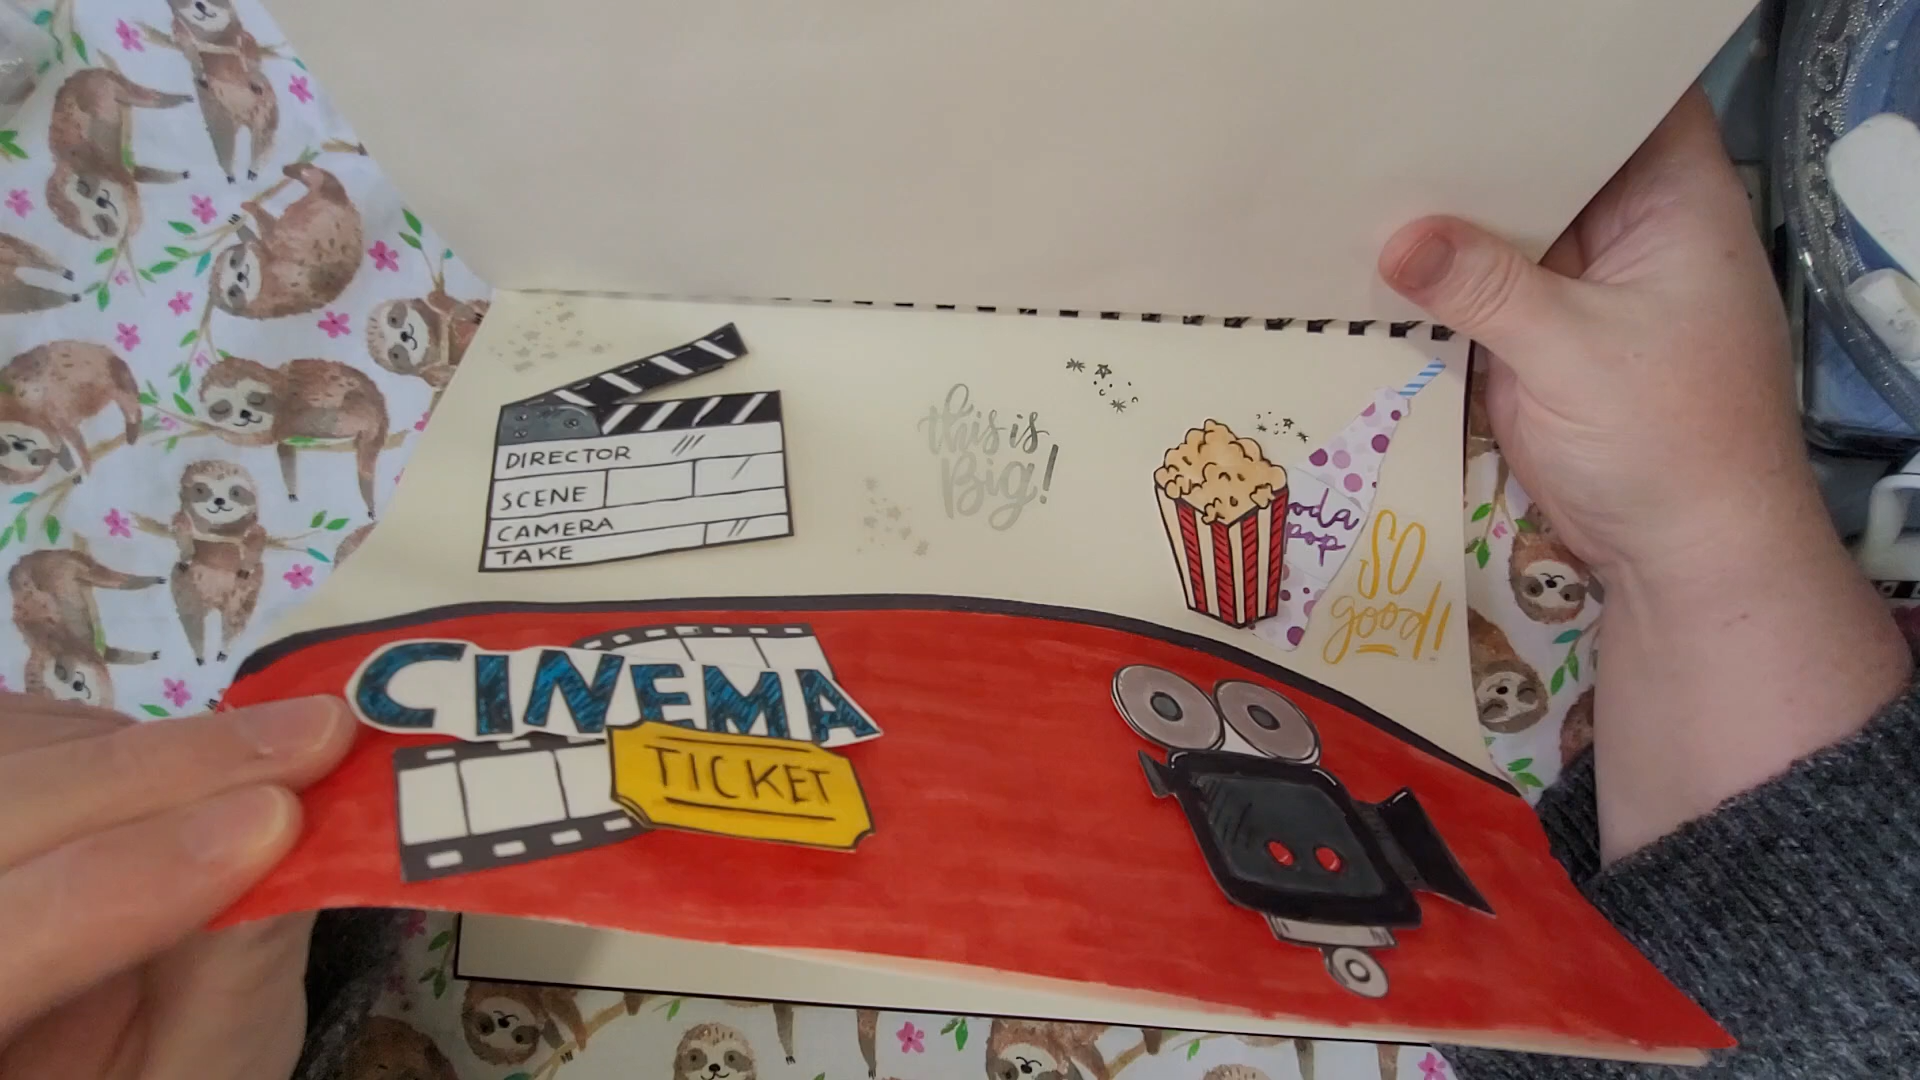 DIRECTOR
SCENE
CAMERA
TAKE
this is
Big!
oda
pop
SO
good!
CINEMA
TICKET